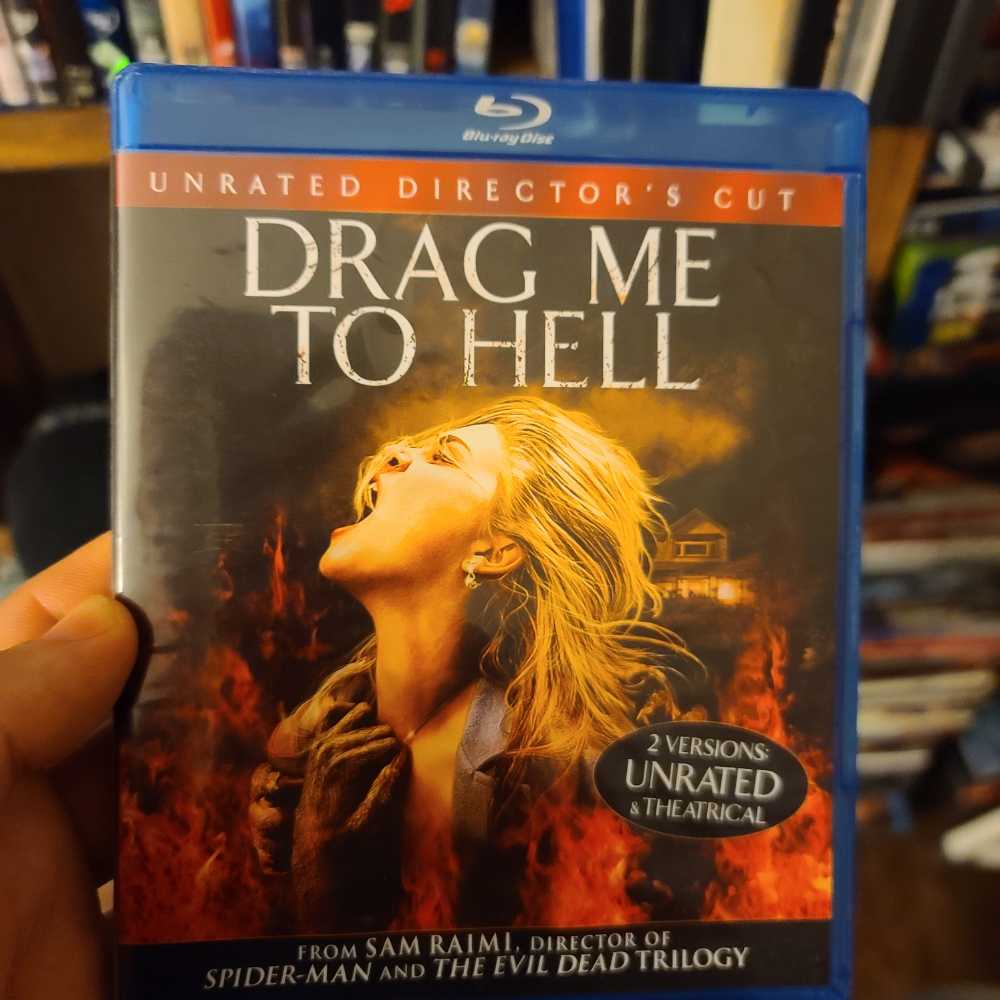 Blu-ray Disc
UNRATED DIRECTOR'S CUT
DRAG ME
TO HELL
2 VERSIONS:
UNRATED
& THEATRICAL
FROM SAM RAIMI, DIRECTOR OF
SPIDER-MAN AND THE EVIL DEAD TRILOGY